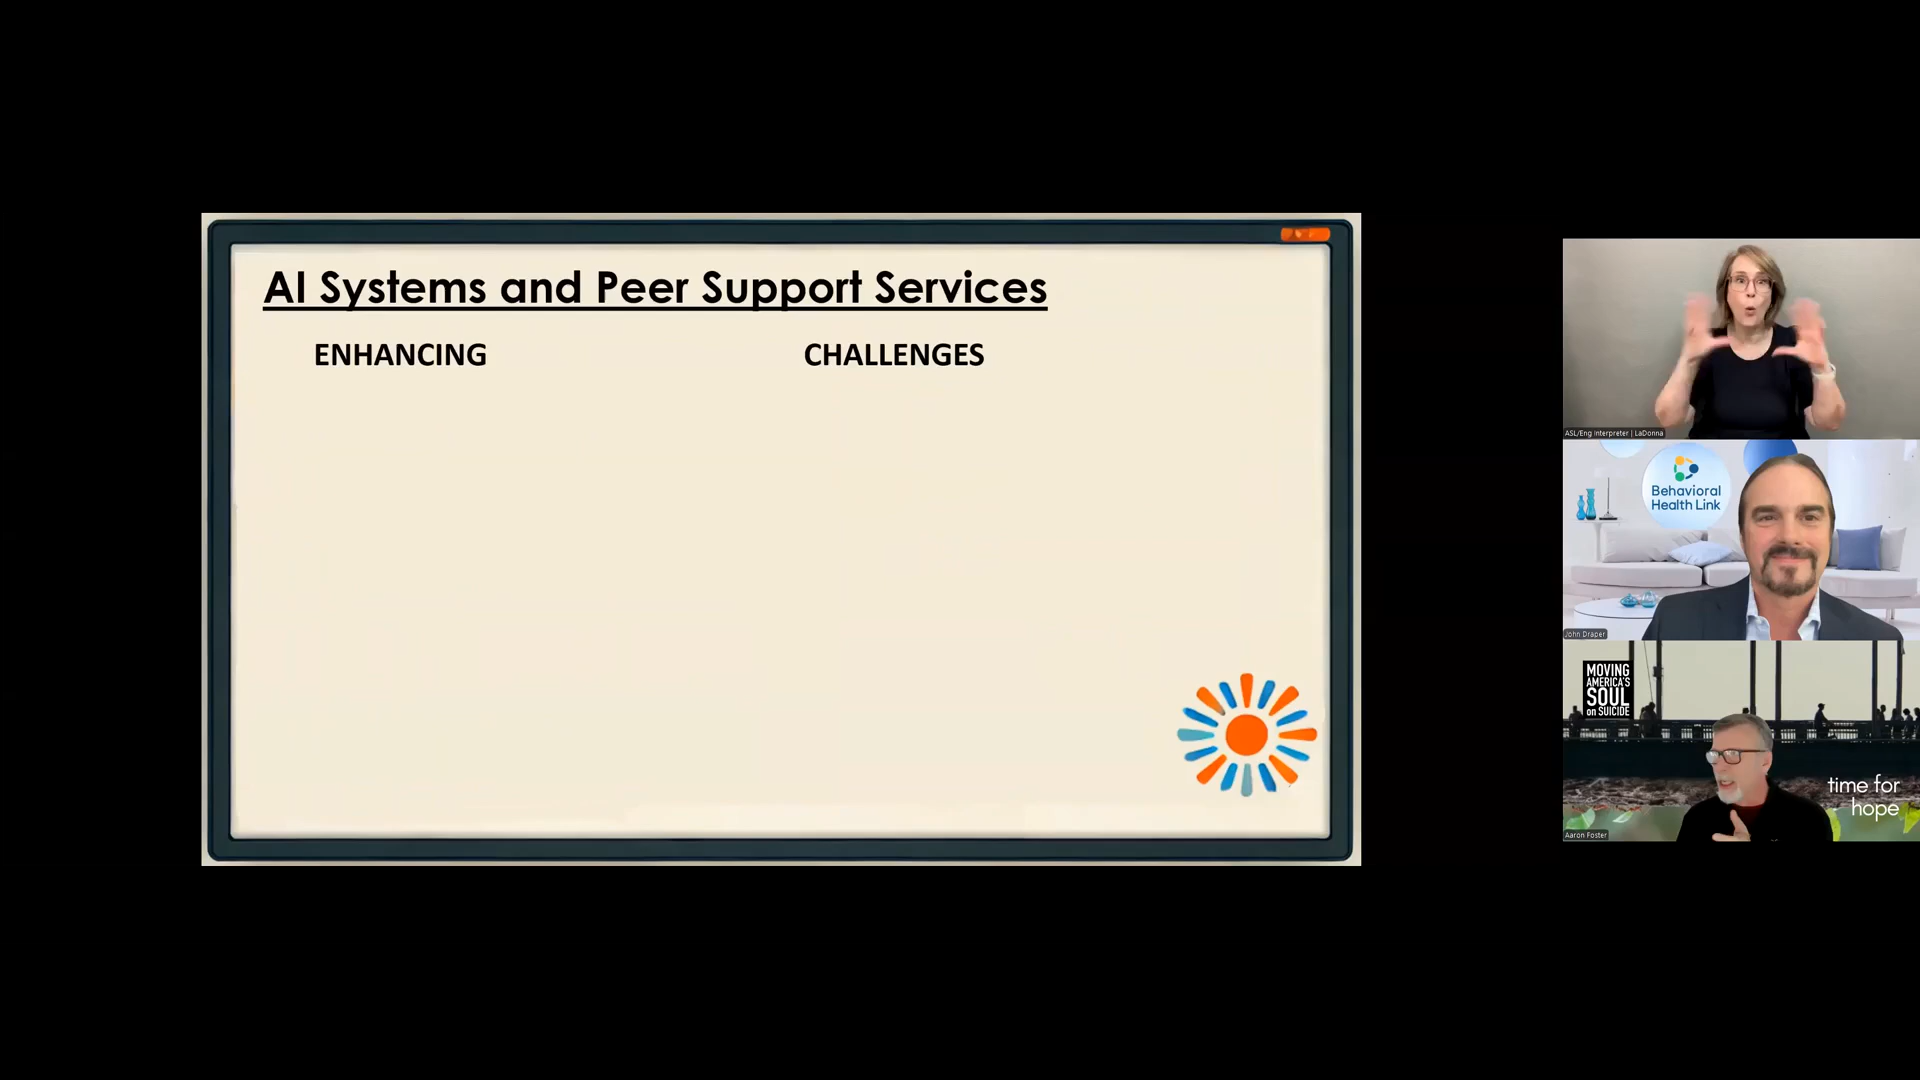 AI Systems and Peer Support Services
ENHANCING
CHALLENGES
ASL/Eng Interpreter | LaDonna
Behavioral
Health Link
John Draper
MOVING
AMERICA'S
SOUL
on SUICIDE
time for
hope
Aaron Foster